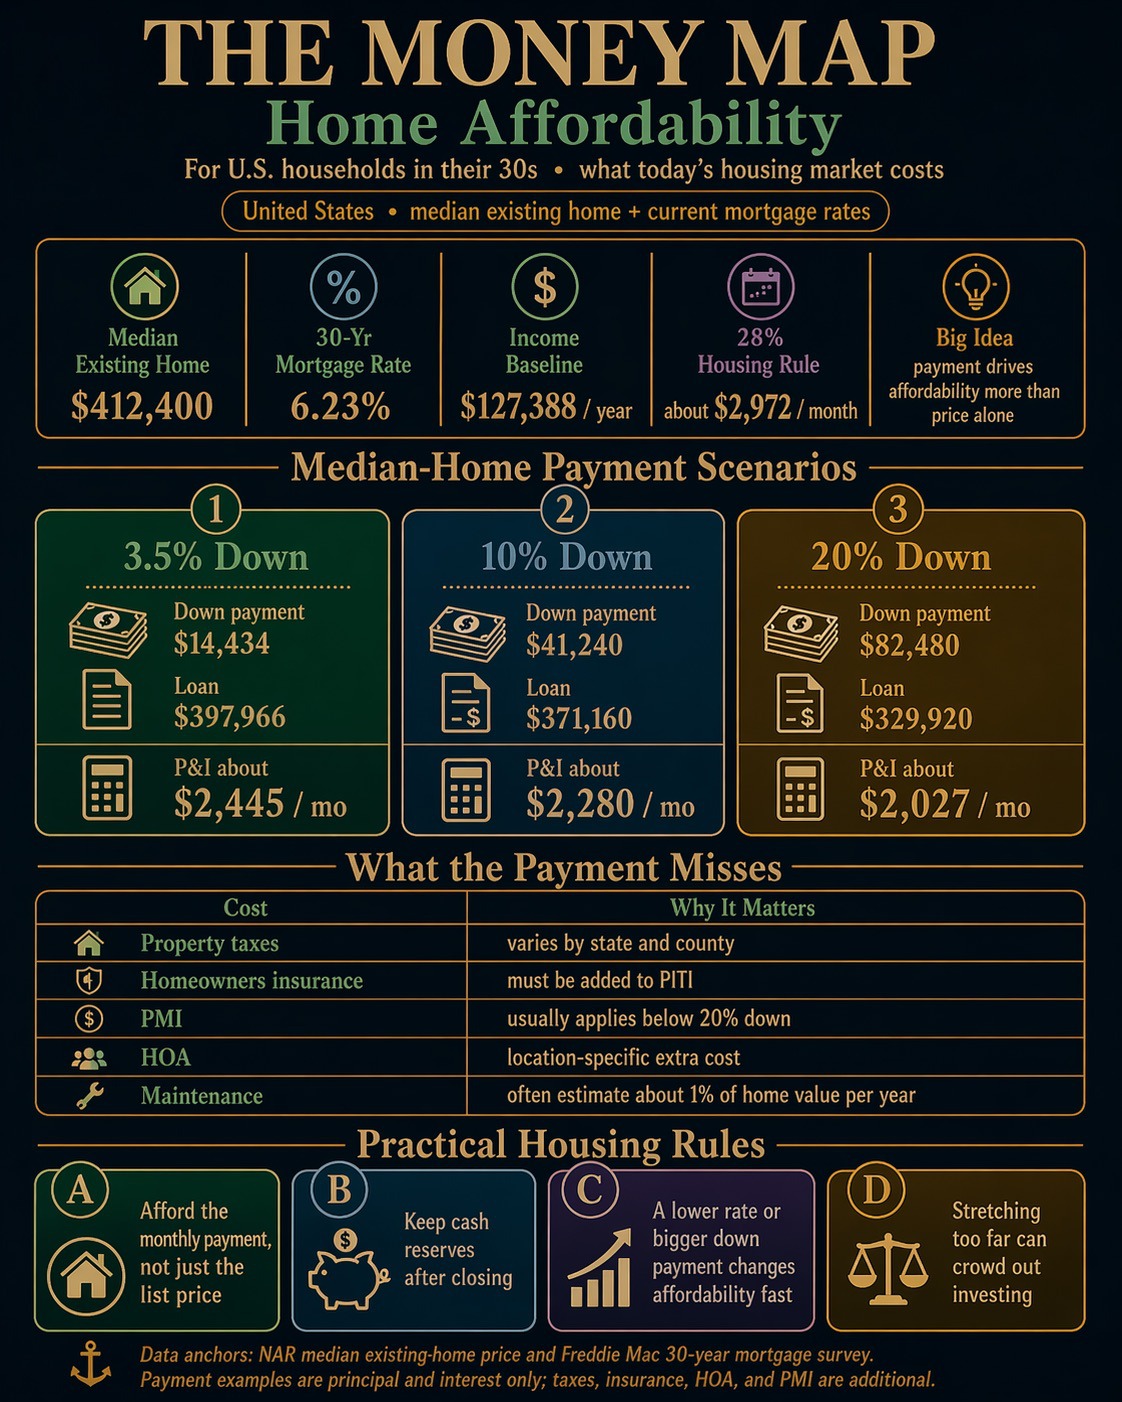 THE MONEY MAP
Home Affordability
For U.S. households in their 30s • what today's housing market costs
United States • median existing home + current mortgage rates
Median
Existing Home
$412,400
%
30-Yr
Mortgage Rate
6.23%
$
Income
Baseline
$127,388 / year
28%
Housing Rule
about $2,972 / month
Big Idea
payment drives
affordability more than
price alone
Median-Home Payment Scenarios
1
3.5% Down
$
Down payment
$14,434
Loan
$397,966
P&I about
$2,445 / mo
2
10% Down
$
Down payment
$41,240
Loan
$371,160
-$
P&I about
$2,280 / mo
3
20% Down
$
Down payment
$82,480
Loan
$329,920
-$
P&I about
$2,027 / mo
What the Payment Misses
Cost
Why It Matters
Property taxes
varies by state and county
Homeowners insurance
must be added to PITI
$
PMI
usually applies below 20% down
HOA
location-specific extra cost
Maintenance
often estimate about 1% of home value per year
Practical Housing Rules
A
Afford the
monthly payment,
not just the
list price
B
$
Keep cash
reserves
after closing
C
A lower rate or
bigger down
payment changes
affordability fast
D
Stretching
too far can
crowd out
investing
Data anchors: NAR median existing-home price and Freddie Mac 30-year mortgage survey.
Payment examples are principal and interest only; taxes, insurance, HOA, and PMI are additional.